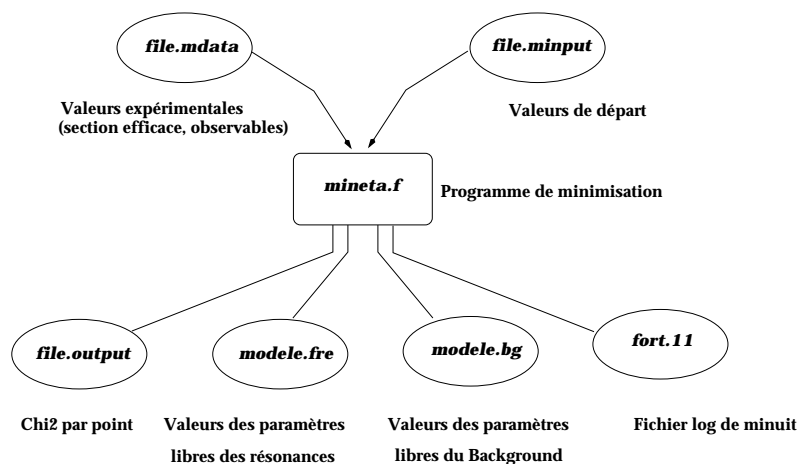 file.mdata
file.minput
Valeurs expérimentales
(section efficace, observables)
Valeurs de départ
mineta.f
Programme de minimisation
file.output
modele.fre
modele.bg
fort.11
Chi2 par point
Valeurs des paramètres
libres des résonances
Valeurs des paramètres
libres du Background
Fichier log de minuit